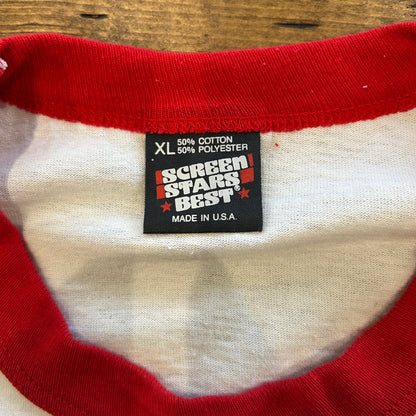 XL 50% COTTON
50% POLYESTER
SCREEN
STARS
BEST
MADE IN U.S.A.